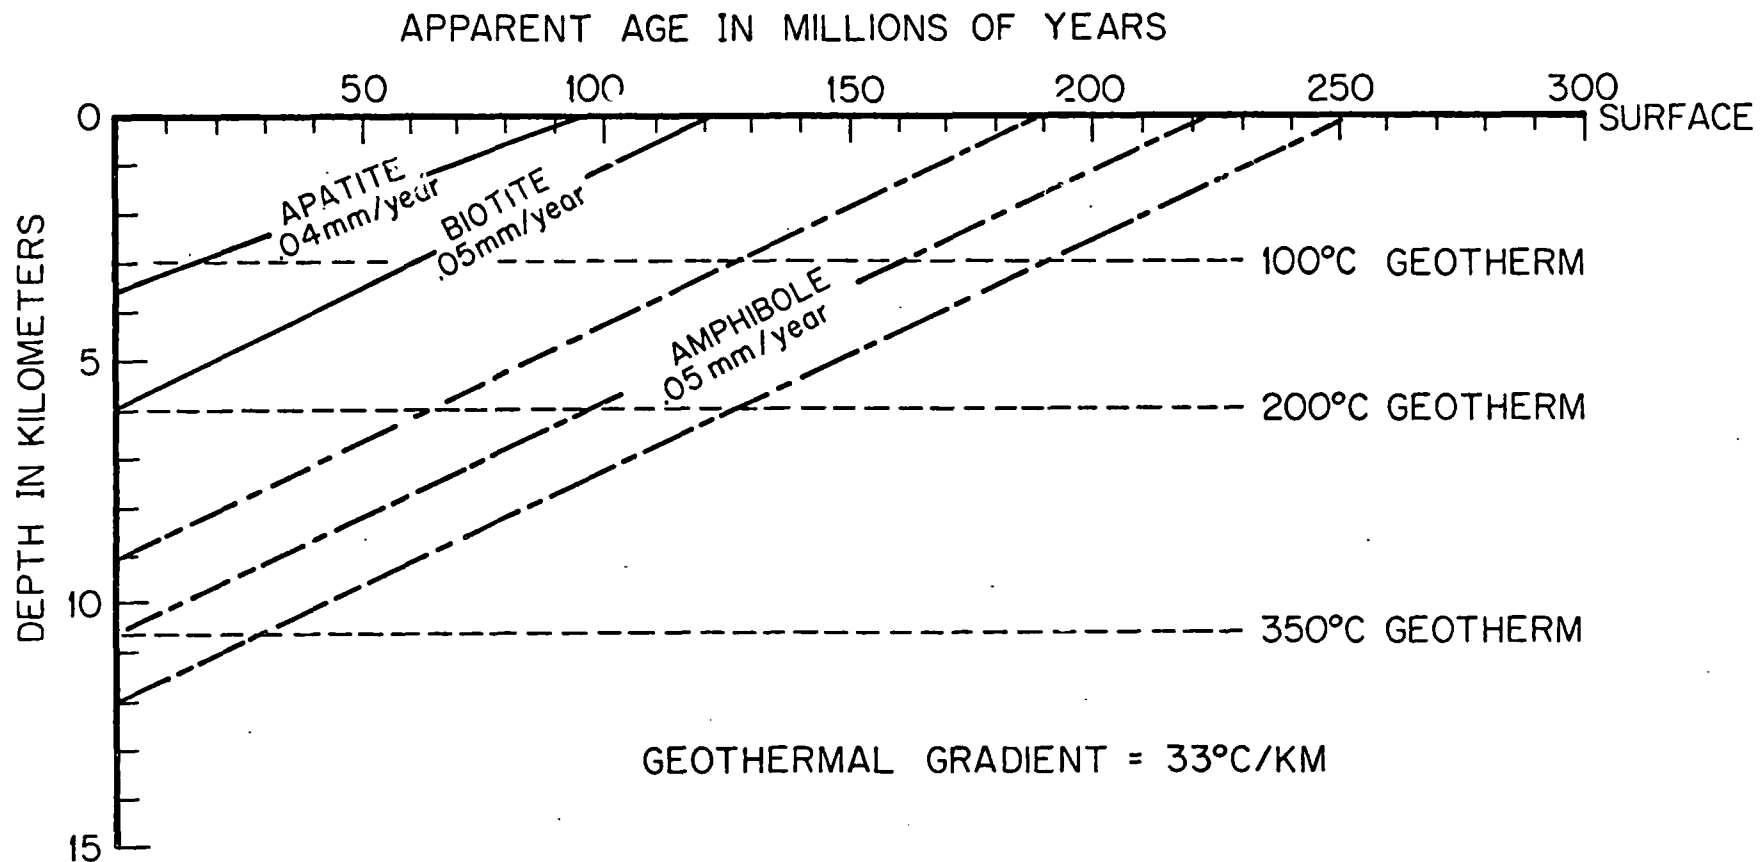 APPARENT AGE IN MILLIONS OF YEARS
50 100 150 200 250 300
0 SURFACE
APATITE
.04mm/year
BIOTITE
.05mm/year
100°C GEOTHERM
AMPHIBOLE
.05 mm/year
5
200°C GEOTHERM
DEPTH IN KILOMETERS
10
350°C GEOTHERM
GEOTHERMAL GRADIENT = 33°C/KM
15